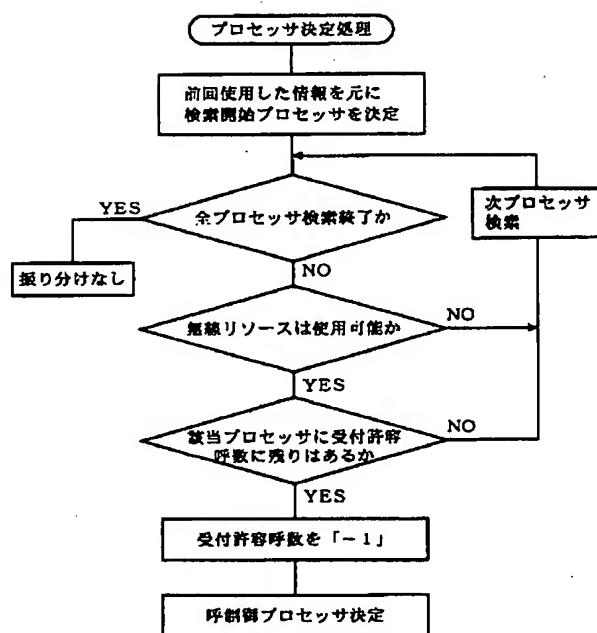 プロセッサ決定処理
前回使用した情報を元に
検索開始プロセッサを決定
YES
全プロセッサ検索終了か
次プロセッサ
検索
振り分けなし
NO
無線リソースは使用可能か
NO
YES
該当プロセッサに受付許容
呼数に残りはあるか
NO
YES
受付許容呼数を「－1」
呼制御プロセッサ決定